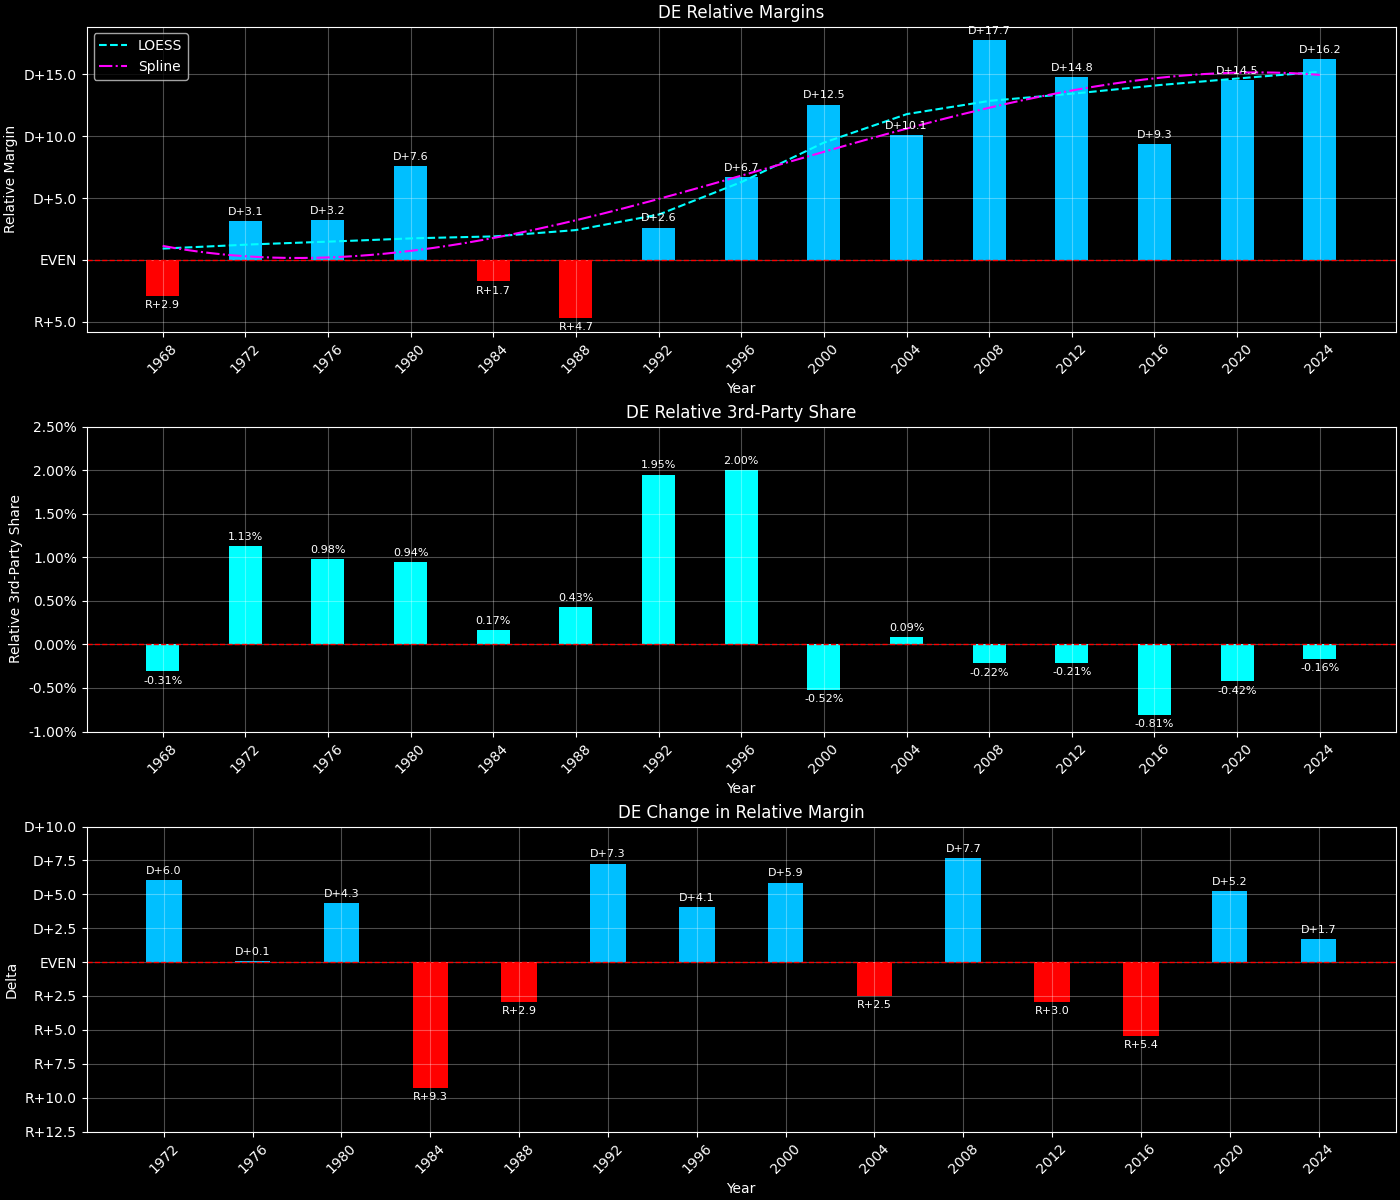 DE Relative Margins
LOESS
Spline
Relative Margin
D+15.0
D+10.0
D+5.0
EVEN
R+5.0
R+2.9
D+3.1
D+3.2
D+7.6
R+1.7
R+4.7
D+2.6
D+6.7
D+12.5
D+10.1
D+17.7
D+14.8
D+9.3
D+14.5
D+16.2
1968 1972 1976 1980 1984 1988 1992 1996 2000 2004 2008 2012 2016 2020 2024
Year
DE Relative 3rd-Party Share
Relative 3rd-Party Share
2.50%
2.00%
1.50%
1.00%
0.50%
0.00%
-0.50%
-1.00%
-0.31%
1.13%
0.98%
0.94%
0.17%
0.43%
1.95%
2.00%
-0.52%
0.09%
-0.22%
-0.21%
-0.81%
-0.42%
-0.16%
1968 1972 1976 1980 1984 1988 1992 1996 2000 2004 2008 2012 2016 2020 2024
Year
DE Change in Relative Margin
Delta
D+10.0
D+7.5
D+5.0
D+2.5
EVEN
R+2.5
R+5.0
R+7.5
R+10.0
R+12.5
D+6.0
D+0.1
D+4.3
R+9.3
R+2.9
D+7.3
D+4.1
D+5.9
R+2.5
D+7.7
R+3.0
R+5.4
D+5.2
D+1.7
1972 1976 1980 1984 1988 1992 1996 2000 2004 2008 2012 2016 2020 2024
Year